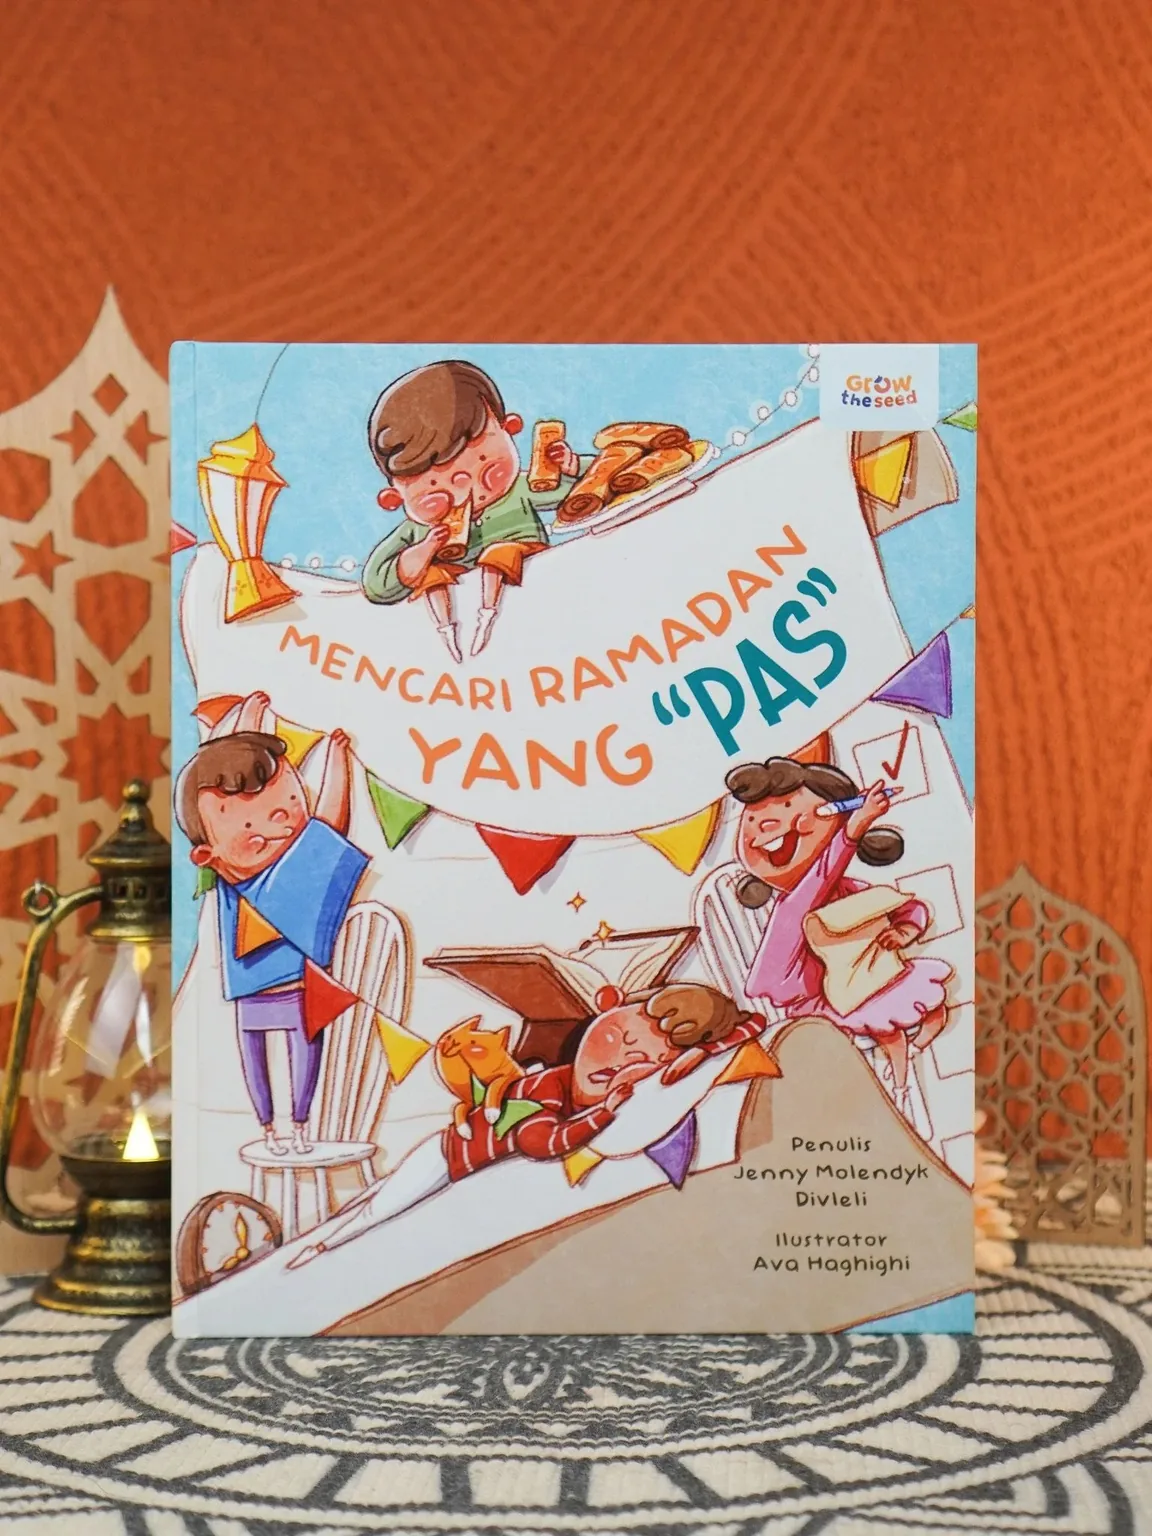 Grow
the seed
MENCARI RAMADAN
YANG “PAS”
Penulis
Jenny Molendyk
Divleli
Ilustrator
Ava Haghighi